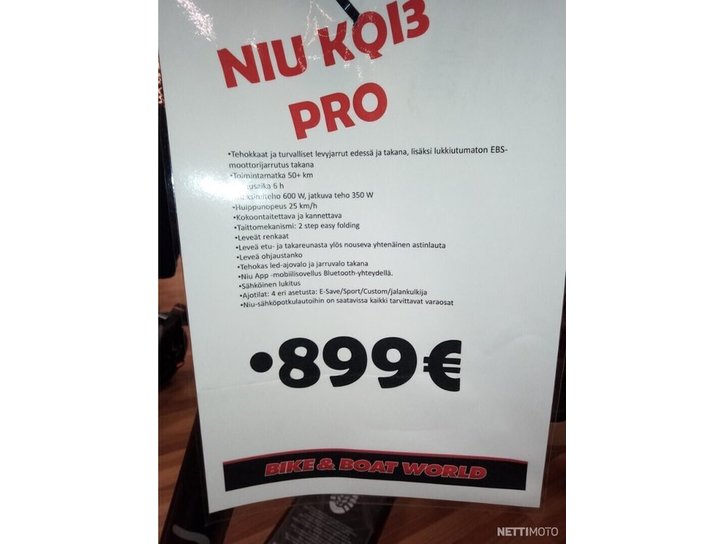 NIU KQI3
PRO
•Tehokkaat ja turvalliset levyjarrut edessä ja takana, lisäksi lukkiutumaton EBS-
moottorijarrutus takana
•Toimintamatka 50+ km
6 h
600 W, jatkuva teho 350 W
•Huippunopeus 25 km/h
•Kokoontaitettava ja kannettava
•Taittomekanismi: 2 step easy folding
•Leveät renkaat
•Leveä etu- ja takareunasta ylös nouseva yhtenäinen astinlauta
•Leveä ohjaustanko
•Tehokas led-ajovalo ja jarruvalo takana
•Niu App -mobiilisovellus Bluetooth-yhteydellä.
•Sähköinen lukitus
•Ajotilat: 4 eri asetusta: E-Save/Sport/Custom/jalankulkija
•Niu-sähköpotkulautoihin on saatavissa kaikki tarvittavat varaosat
•899€
BIKE & BOAT WORLD
NETTIMOTO